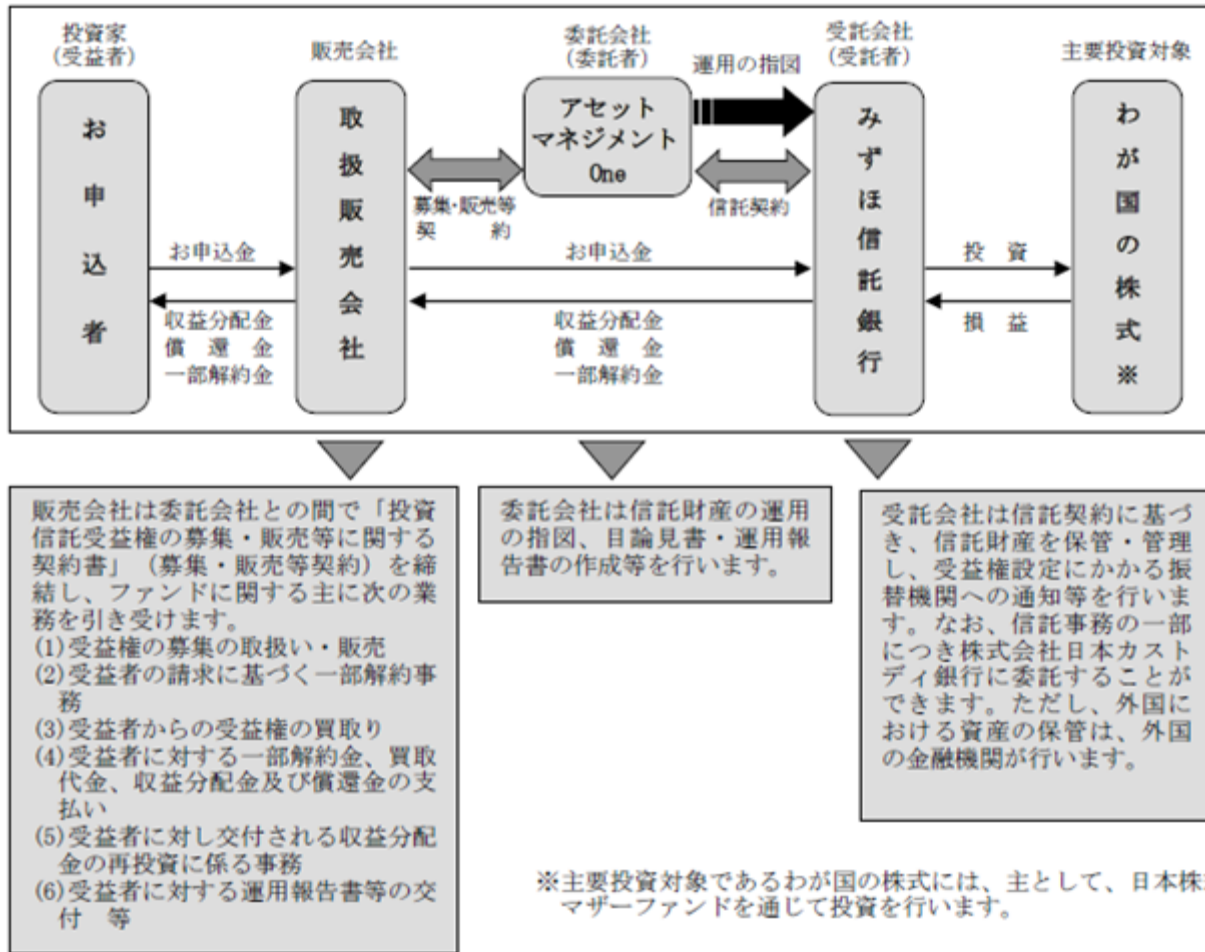 投資家
(受益者)
販売会社
委託会社
(委託者)
運用の指図
受託会社
(受託者)
主要投資対象
お申込者
取扱販売会社
アセット
マネジメント
One
みずほ信託銀行
わが国の株式※
募集・販売等
契　　約
信託契約
お申込金
お申込金
投　資
収益分配金
償　還　金
一部解約金
収益分配金
償　還　金
一部解約金
損　益
販売会社は委託会社との間で「投資
信託受益権の募集・販売等に関する
契約書」（募集・販売等契約）を締
結し、ファンドに関する主に次の業
務を引き受けます。
(1)受益権の募集の取扱い・販売
(2)受益者の請求に基づく一部解約事
務
(3)受益者からの受益権の買取り
(4)受益者に対する一部解約金、買取
代金、収益分配金及び償還金の支
払い
(5)受益者に対し交付される収益分配
金の再投資に係る事務
(6)受益者に対する運用報告書等の交
付　等
委託会社は信託財産の運用
の指図、目論見書・運用報
告書の作成等を行います。
受託会社は信託契約に基づ
き、信託財産を保管・管理
し、受益権設定にかかる振
替機関への通知等を行いま
す。なお、信託事務の一部
につき株式会社日本カスト
ディ銀行に委託することが
できます。ただし、外国に
おける資産の保管は、外国
の金融機関が行います。
※主要投資対象であるわが国の株式には、主として、日本株
マザーファンドを通じて投資を行います。